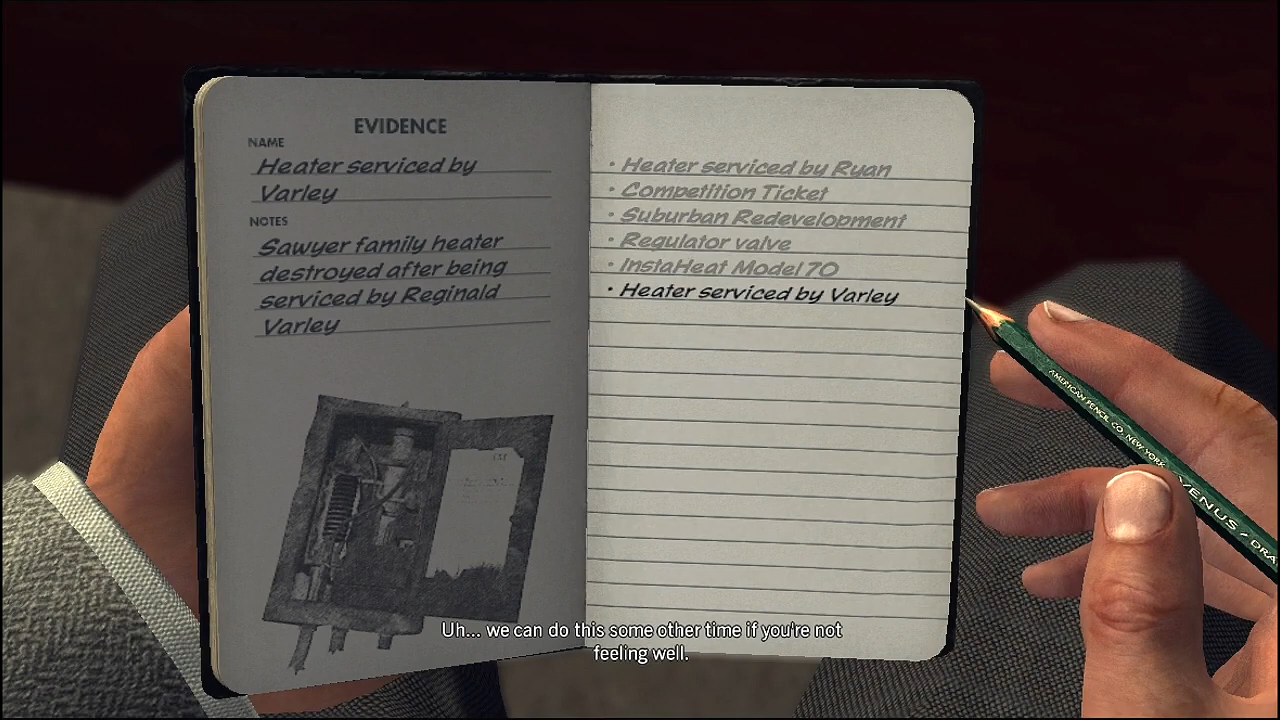 EVIDENCE
NAME
Heater serviced by
Varley
NOTES
Sawyer family heater
destroyed after being
serviced by Reginald
Varley
• Heater serviced by Ryan
• Competition Ticket
• Suburban Redevelopment
• Regulator valve
• InstaHeat Model 70
• Heater serviced by Varley
AMERICAN PENCIL CO. NEW YORK
VENUS - DRA
Uh... we can do this some other time if you're not
feeling well.